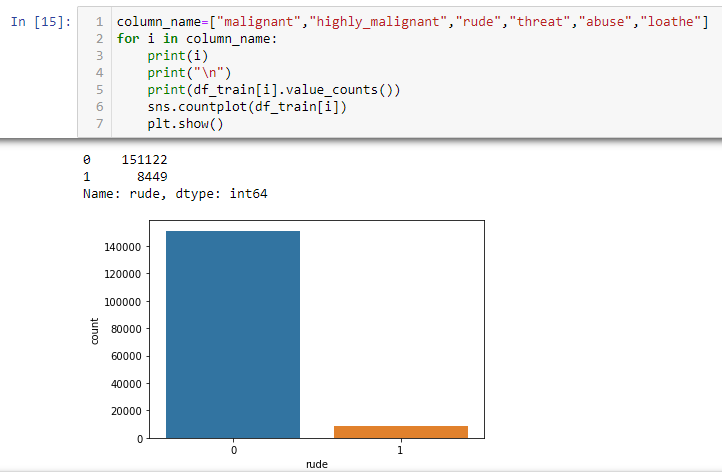 In [15]:
1 column_name=["malignant","highly_malignant","rude","threat","abuse","loathe"]
2 for i in column_name:
3     print(i)
4     print("\n")
5     print(df_train[i].value_counts())
6     sns.countplot(df_train[i])
7     plt.show()
0    151122
1      8449
Name: rude, dtype: int64
140000
120000
100000
80000
60000
40000
20000
0
count
0 1
rude